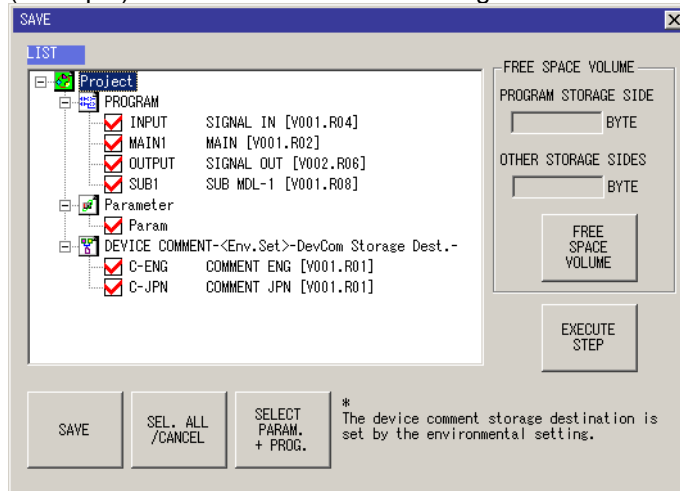 SAVE
LIST
Project
PROGRAM
INPUT SIGNAL IN [V001.R04]
MAIN1 MAIN [V001.R02]
OUTPUT SIGNAL OUT [V002.R06]
SUB1 SUB MDL-1 [V001.R08]
Parameter
Param
DEVICE COMMENT-<Env.Set>-DevCom Storage Dest.-
C-ENG COMMENT ENG [V001.R01]
C-JPN COMMENT JPN [V001.R01]
FREE SPACE VOLUME
PROGRAM STORAGE SIDE
BYTE
OTHER STORAGE SIDES
BYTE
FREE
SPACE
VOLUME
EXECUTE
STEP
SAVE
SEL. ALL
/CANCEL
SELECT
PARAM.
+ PROG.
*
The device comment storage destination is
set by the environmental setting.